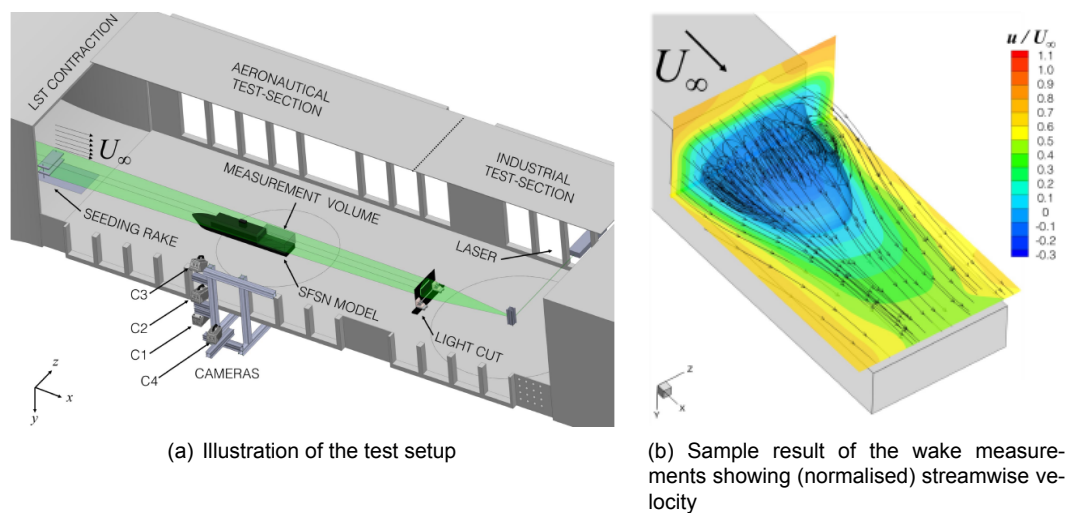 LST CONTRACTION
AERONAUTICAL
TEST-SECTION
INDUSTRIAL
TEST-SECTION
U∞
MEASUREMENT
VOLUME
SEEDING RAKE
LASER
SFSN MODEL
LIGHT CUT
C3
C2
C1
C4
CAMERAS
z
x
y
(a) Illustration of the test setup
U∞
u / U∞
1.1
1.0
0.9
0.8
0.7
0.6
0.5
0.4
0.3
0.2
0.1
0
-0.1
-0.2
-0.3
Z
X
Y
(b) Sample result of the wake measure-
ments showing (normalised) streamwise ve-
locity